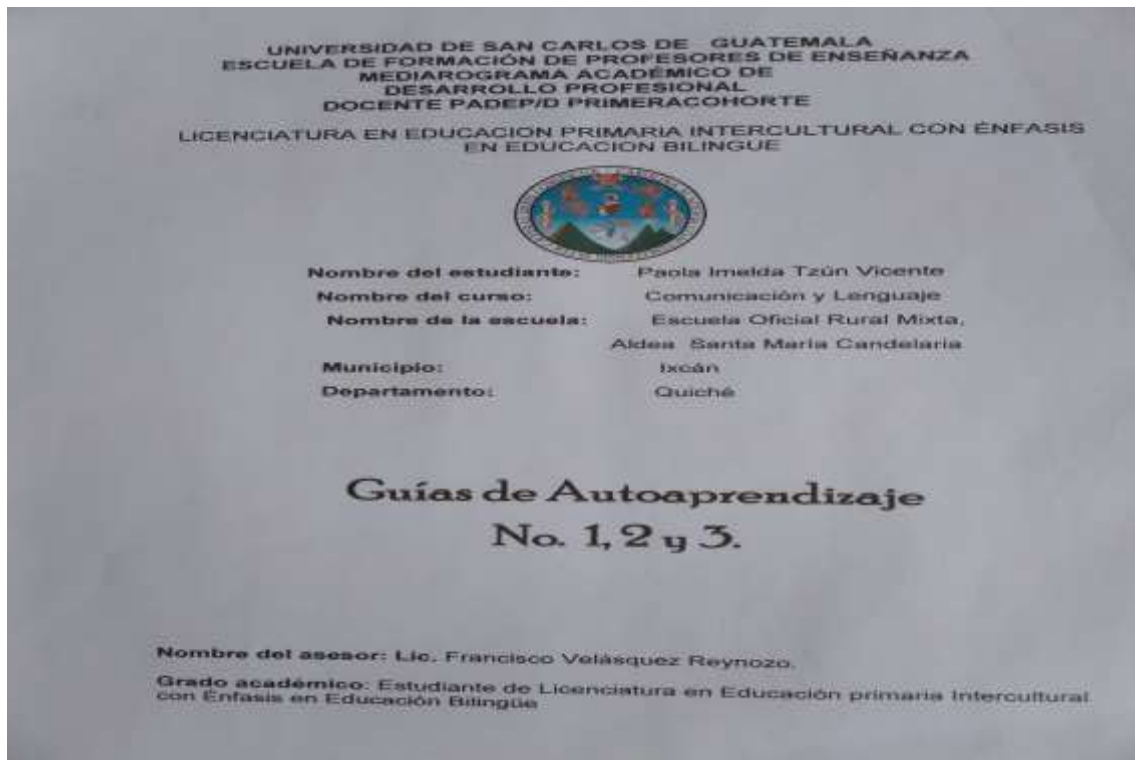 UNIVERSIDAD DE SAN CARLOS DE GUATEMALA
ESCUELA DE FORMACIÓN DE PROFESORES DE ENSEÑANZA
MEDIAROGRAMA ACADÉMICO DE
DESARROLLO PROFESIONAL
DOCENTE PADEP/D PRIMERACOHORTE
LICENCIATURA EN EDUCACION PRIMARIA INTERCULTURAL CON ÉNFASIS
EN EDUCACION BILINGUE
Nombre del estudiante: Paola Imelda Tzún Vicente
Nombre del curso: Comunicación y Lenguaje
Nombre de la escuela: Escuela Oficial Rural Mixta,
Aldea Santa María Candelaria
Municipio: Ixcán
Departamento: Quiché
Guías de Autoaprendizaje
No. 1, 2 y 3.
Nombre del asesor: Lic. Francisco Velásquez Reynozo.
Grado académico: Estudiante de Licenciatura en Educación primaria Intercultural
con Énfasis en Educación Bilingüe